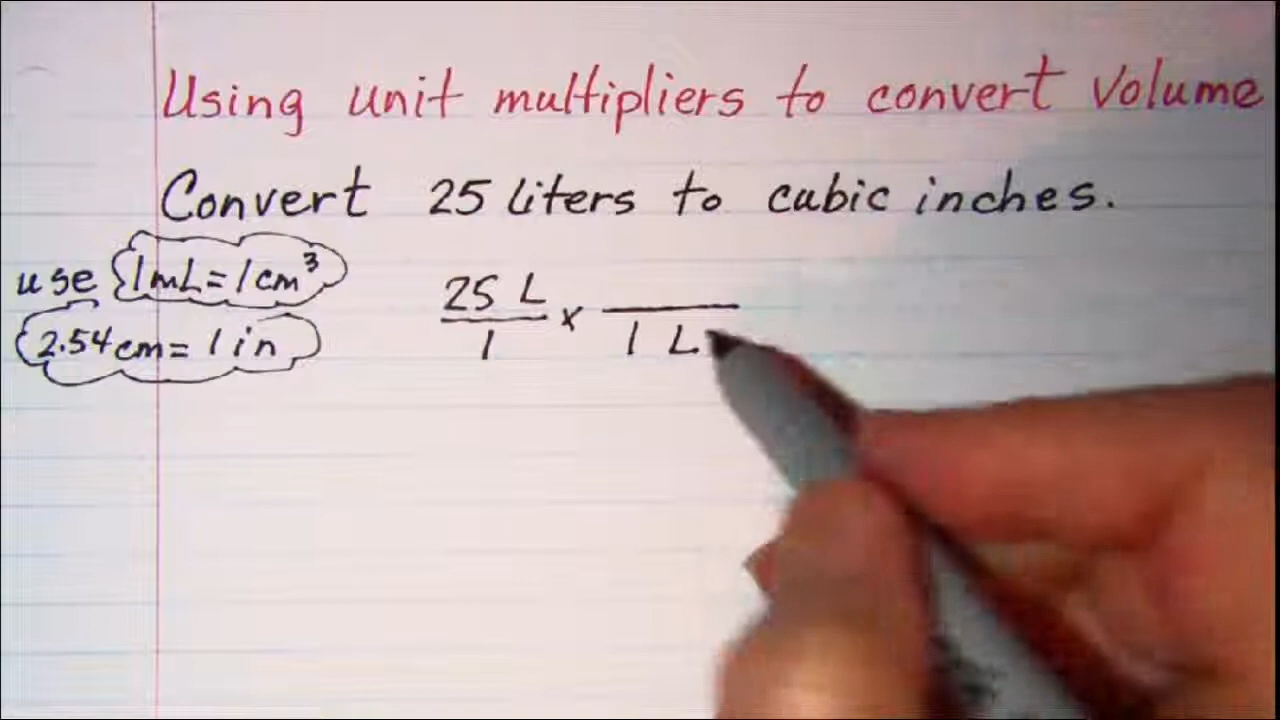 Using unit multipliers to convert Volume
Convert 25 liters to cubic inches.
use 1mL=1cm³
2.54cm=1in
25 L
×
1
1 L